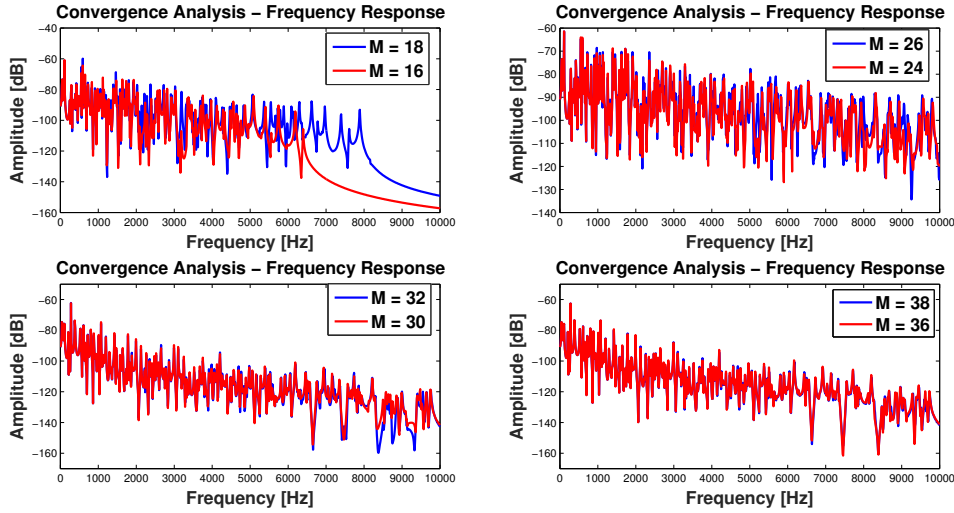 Convergence Analysis – Frequency Response
Amplitude [dB]
−40
−60
−80
−100
−120
−140
−160
M = 18
M = 16
0 1000 2000 3000 4000 5000 6000 7000 8000 9000 10000
Frequency [Hz]
Convergence Analysis – Frequency Response
Amplitude [dB]
−60
−70
−80
−90
−100
−110
−120
−130
−140
M = 26
M = 24
0 1000 2000 3000 4000 5000 6000 7000 8000 9000 10000
Frequency [Hz]
Convergence Analysis – Frequency Response
Amplitude [dB]
−60
−80
−100
−120
−140
−160
M = 32
M = 30
0 1000 2000 3000 4000 5000 6000 7000 8000 9000 10000
Frequency [Hz]
Convergence Analysis – Frequency Response
Amplitude [dB]
−60
−80
−100
−120
−140
−160
M = 38
M = 36
0 1000 2000 3000 4000 5000 6000 7000 8000 9000 10000
Frequency [Hz]